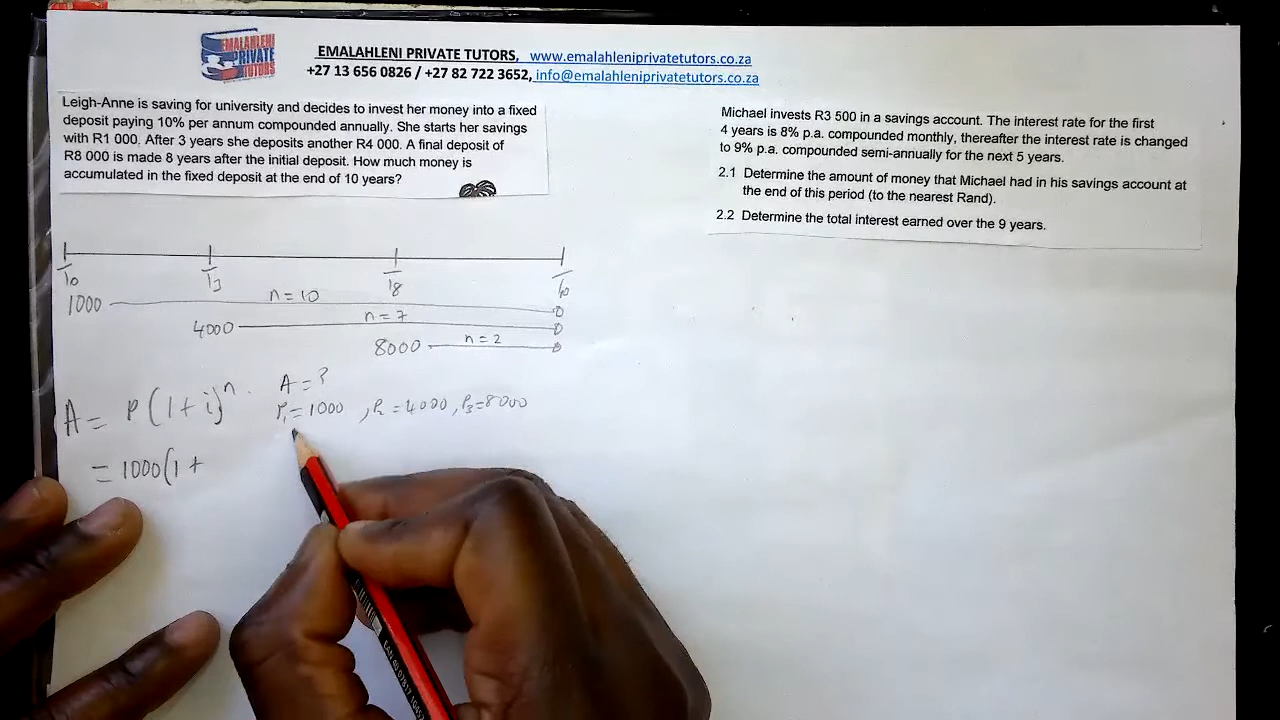 EMALAHLENI
PRIVATE
TUTORS
EMALAHLENI PRIVATE TUTORS, www.emalahleniprivatetutors.co.za
+27 13 656 0826 / +27 82 722 3652, info@emalahleniprivatetutors.co.za
Leigh-Anne is saving for university and decides to invest her money into a fixed
deposit paying 10% per annum compounded annually. She starts her savings
with R1 000. After 3 years she deposits another R4 000. A final deposit of
R8 000 is made 8 years after the initial deposit. How much money is
accumulated in the fixed deposit at the end of 10 years?
T0 T3 T8 T10
1000 n=10
4000 n=7
8000 n=2
A = P(1+i)^n. A=?
P1=1000, P2=4000, P3=8000
= 1000(1+
Michael invests R3 500 in a savings account. The interest rate for the first
4 years is 8% p.a. compounded monthly, thereafter the interest rate is changed
to 9% p.a. compounded semi-annually for the next 5 years.
2.1 Determine the amount of money that Michael had in his savings account at
the end of this period (to the nearest Rand).
2.2 Determine the total interest earned over the 9 years.